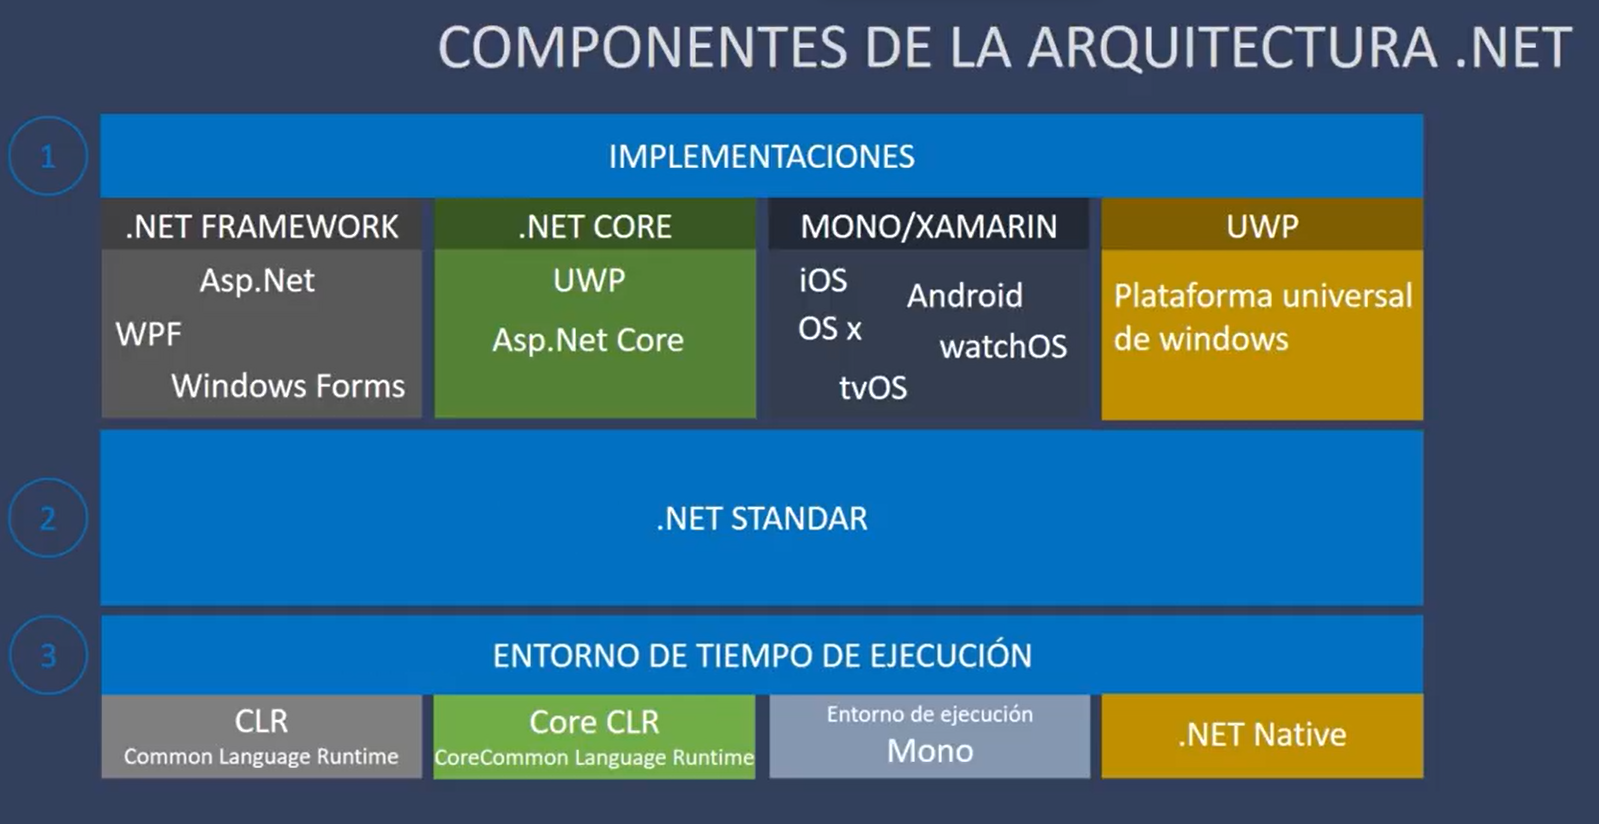 COMPONENTES DE LA ARQUITECTURA .NET
1
IMPLEMENTACIONES
.NET FRAMEWORK
Asp.Net
WPF
Windows Forms
.NET CORE
UWP
Asp.Net Core
MONO/XAMARIN
iOS
Android
OS x
watchOS
tvOS
UWP
Plataforma universal
de windows
2
.NET STANDAR
3
ENTORNO DE TIEMPO DE EJECUCIÓN
CLR
Common Language Runtime
Core CLR
CoreCommon Language Runtime
Entorno de ejecución
Mono
.NET Native